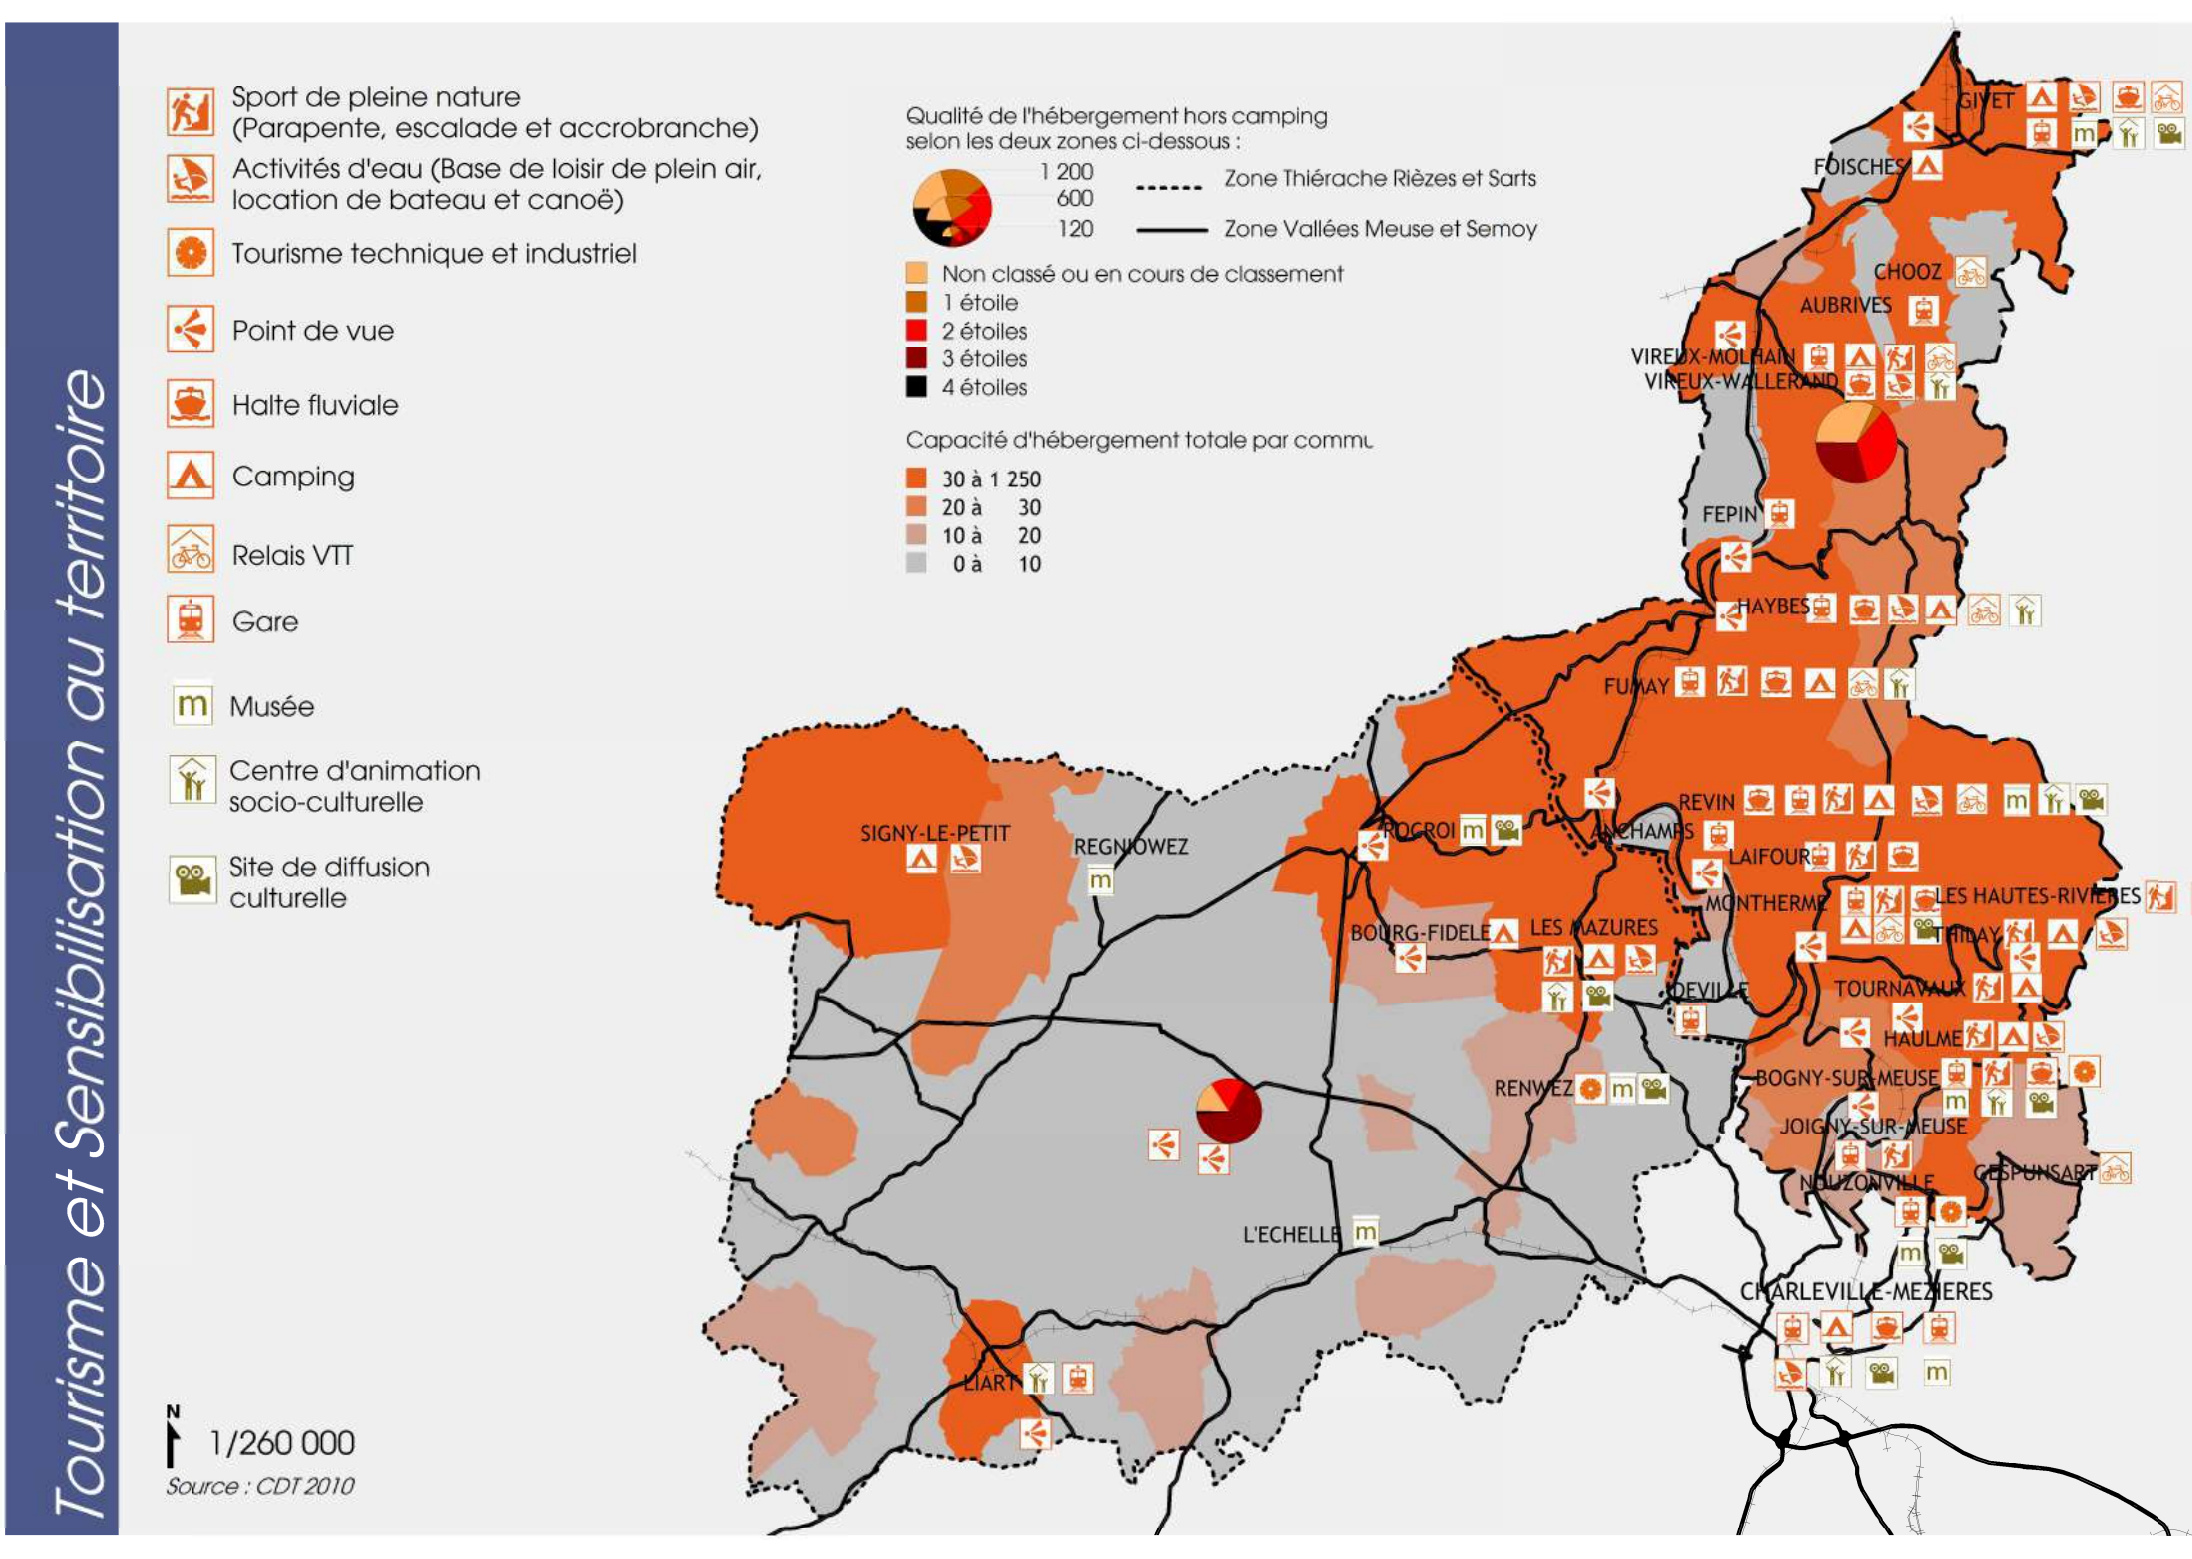 Tourisme et Sensibilisation au territoire
Sport de pleine nature
(Parapente, escalade et accrobranche)
Activités d'eau (Base de loisir de plein air,
location de bateau et canoë)
Tourisme technique et industriel
Point de vue
Halte fluviale
Camping
Relais VTT
Gare
m Musée
Centre d'animation
socio-culturelle
Site de diffusion
culturelle
N
1/260 000
Source : CDT 2010
Qualité de l'hébergement hors camping
selon les deux zones ci-dessous :
1 200
600
120
Zone Thiérache Rièzes et Sarts
Zone Vallées Meuse et Semoy
Non classé ou en cours de classement
1 étoile
2 étoiles
3 étoiles
4 étoiles
Capacité d'hébergement totale par commu
30 à 1 250
20 à 30
10 à 20
0 à 10
GIVET
m
FOISCHES
CHOOZ
AUBRIVES
VIREUX-MOLHAIN
VIREUX-WALLERAND
FEPIN
HAYBES
FUMAY
REVIN
m
SIGNY-LE-PETIT
REGNIOWEZ
m
ROCROI m
ANCHAMPS
LAIFOUR
MONTHERME
LES HAUTES-RIVIERES
BOURG-FIDELE
LES MAZURES
THILAY
DEVILLE
TOURNAVAUX
HAULME
RENWEZ m
BOGNY-SUR-MEUSE
m
JOIGNY-SUR-MEUSE
GESPUNSART
NOUZONVILLE
m
L'ECHELLE m
CHARLEVILLE-MEZIERES
m
LIART